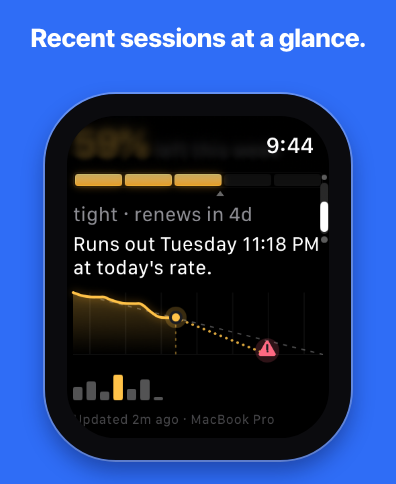 Recent sessions at a glance.
59%
9:44
tight · renews in 4d
Runs out Tuesday 11:18 PM
at today's rate.
Updated 2m ago · MacBook Pro